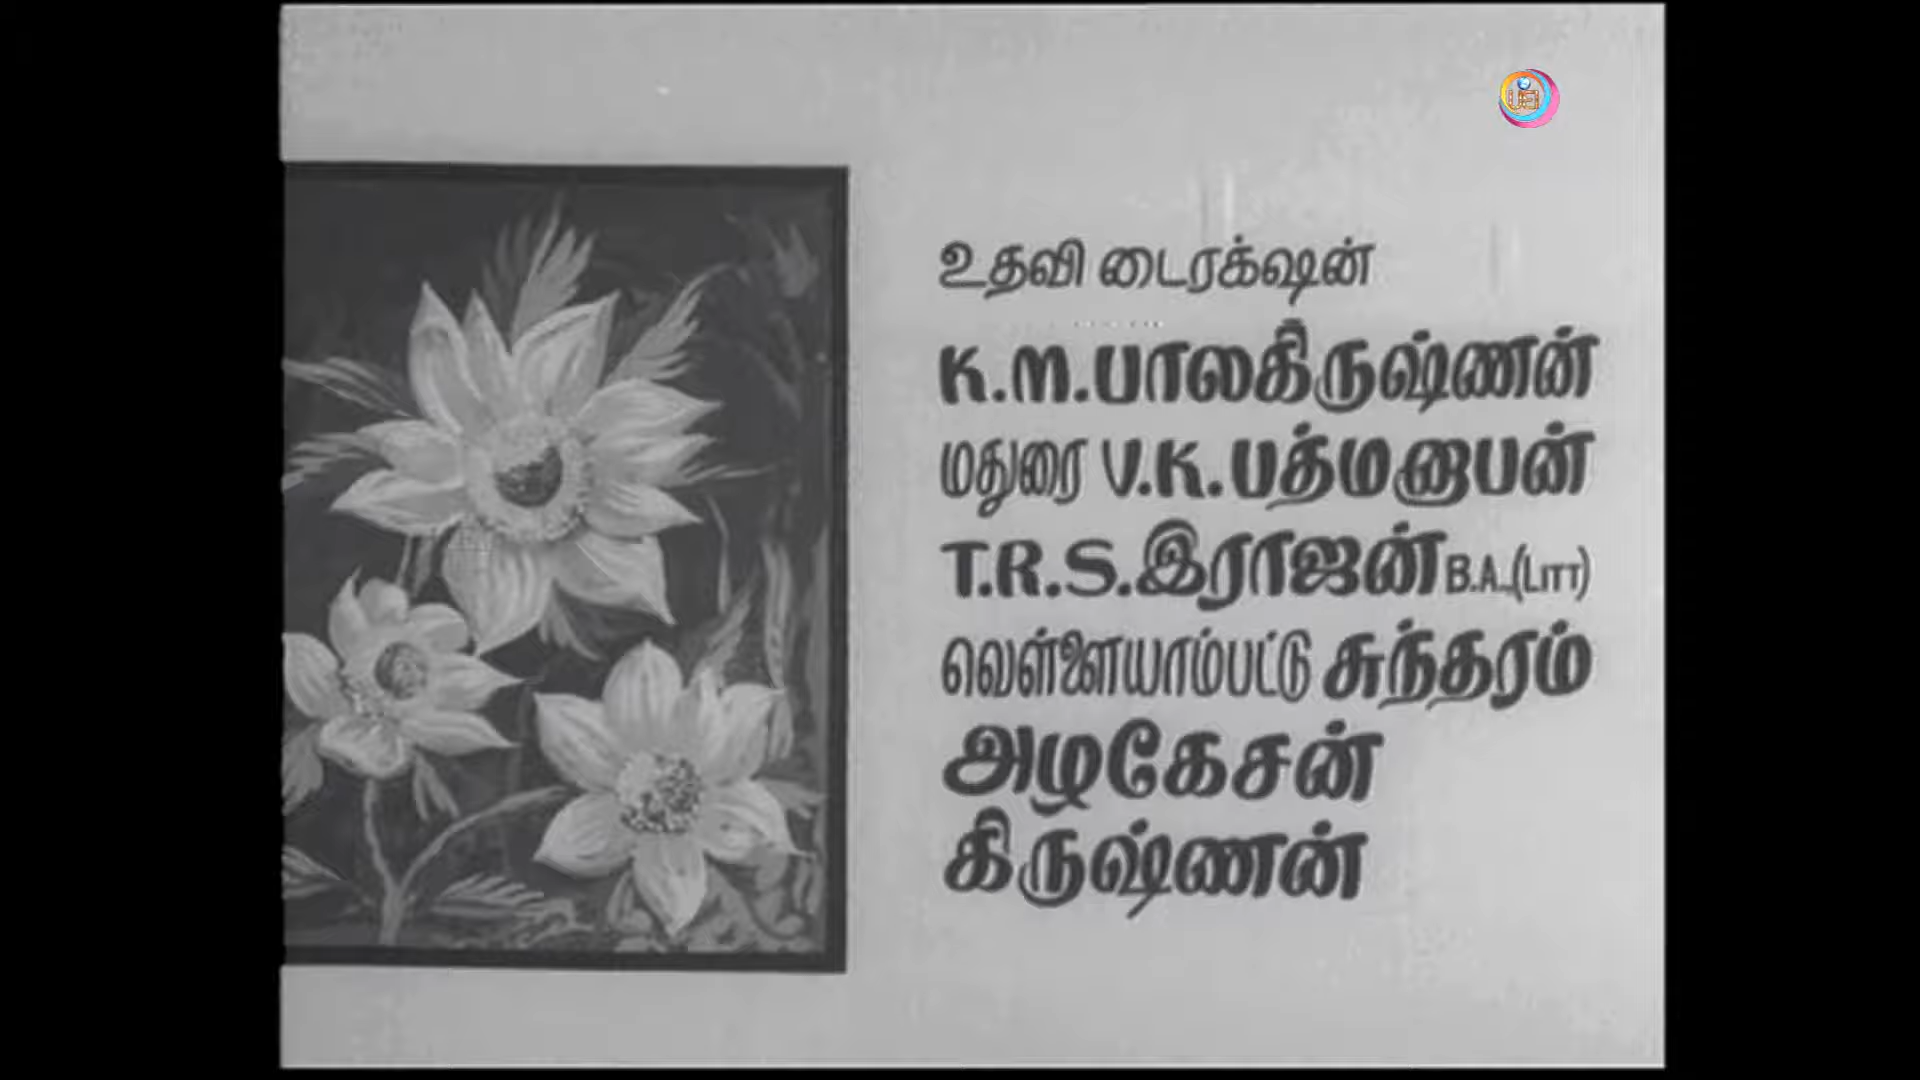 உதவி டைரக்‌ஷன்
K.M.பாலகிருஷ்ணன்
மதுரை V.K.பத்மனாபன்
T.R.S.இராஜன் B.A.,(LITT)
வெள்ளையாம்பட்டு சுந்தரம்
அழகேசன்
கிருஷ்ணன்